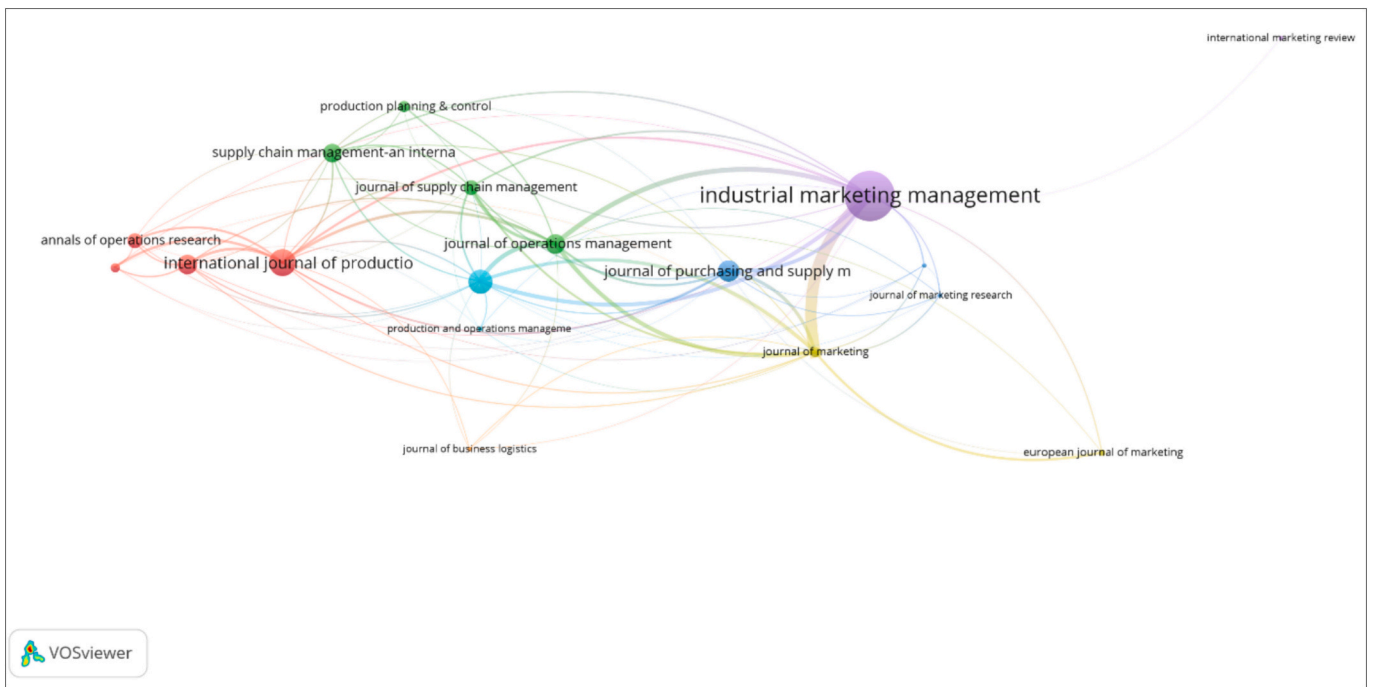 international marketing review
production planning & control
supply chain management-an interna
journal of supply chain management
industrial marketing management
annals of operations research
journal of operations management
international journal of productio
journal of purchasing and supply m
journal of marketing research
production and operations manageme
journal of marketing
journal of business logistics
european journal of marketing
VOSviewer